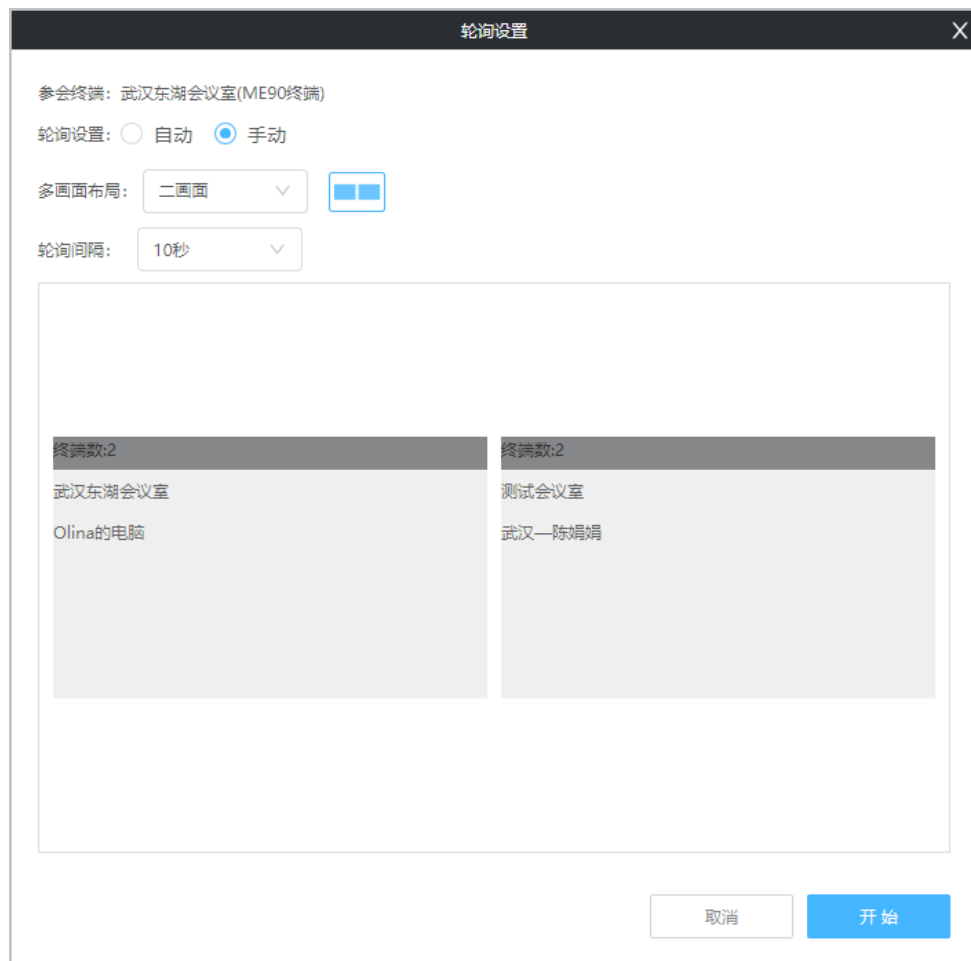 轮询设置 X
参会终端：武汉东湖会议室(ME90终端)
轮询设置： 自动 手动
多画面布局： 二画面
轮询间隔： 10秒
终端数:2
武汉东湖会议室
Olina的电脑
终端数:2
测试会议室
武汉—陈娟娟
取消 开 始